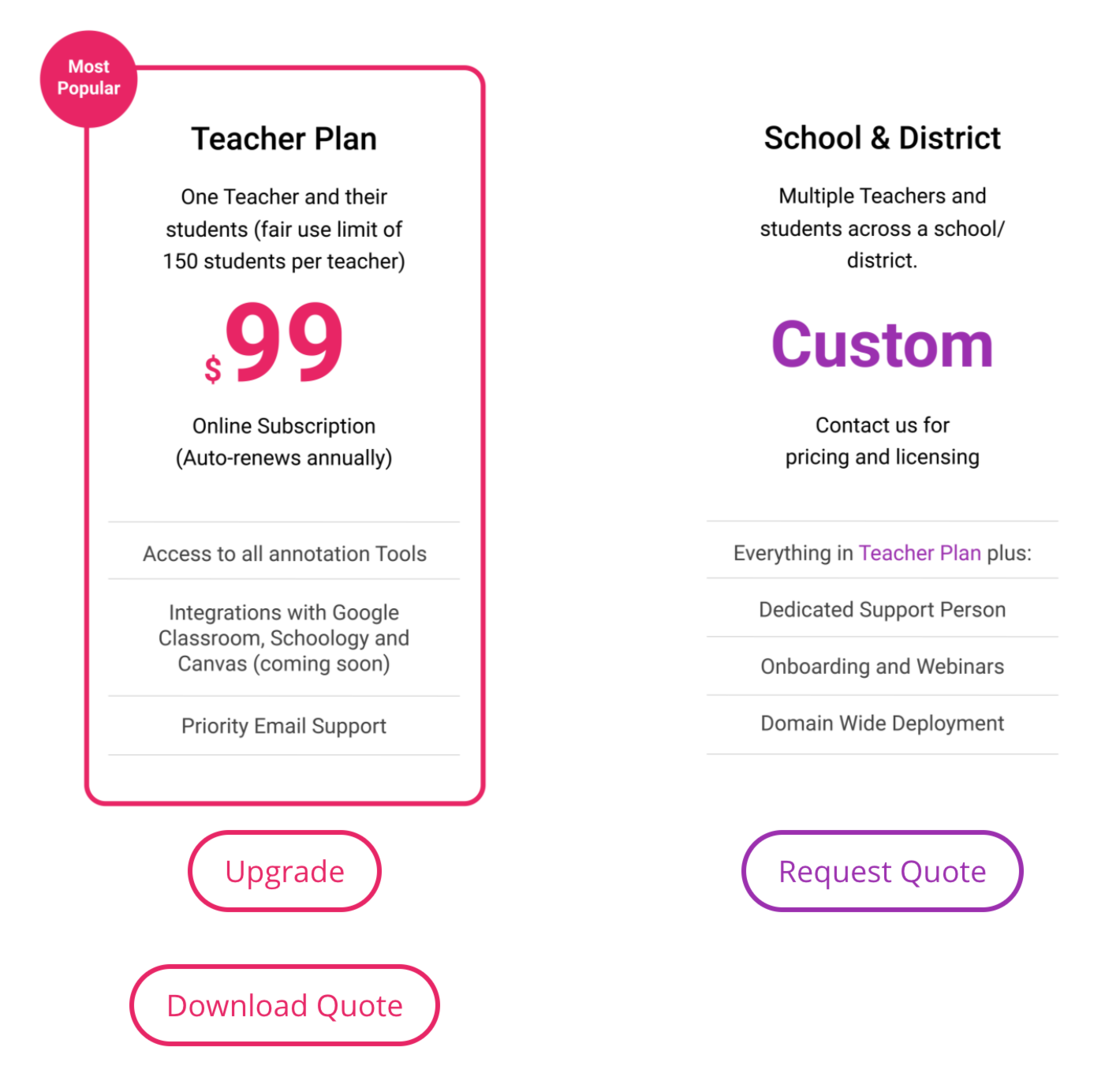 Most
Popular
Teacher Plan
One Teacher and their
students (fair use limit of
150 students per teacher)
$99
Online Subscription
(Auto-renews annually)
Access to all annotation Tools
Integrations with Google
Classroom, Schoology and
Canvas (coming soon)
Priority Email Support
Upgrade
Download Quote
School & District
Multiple Teachers and
students across a school/
district.
Custom
Contact us for
pricing and licensing
Everything in Teacher Plan plus:
Dedicated Support Person
Onboarding and Webinars
Domain Wide Deployment
Request Quote